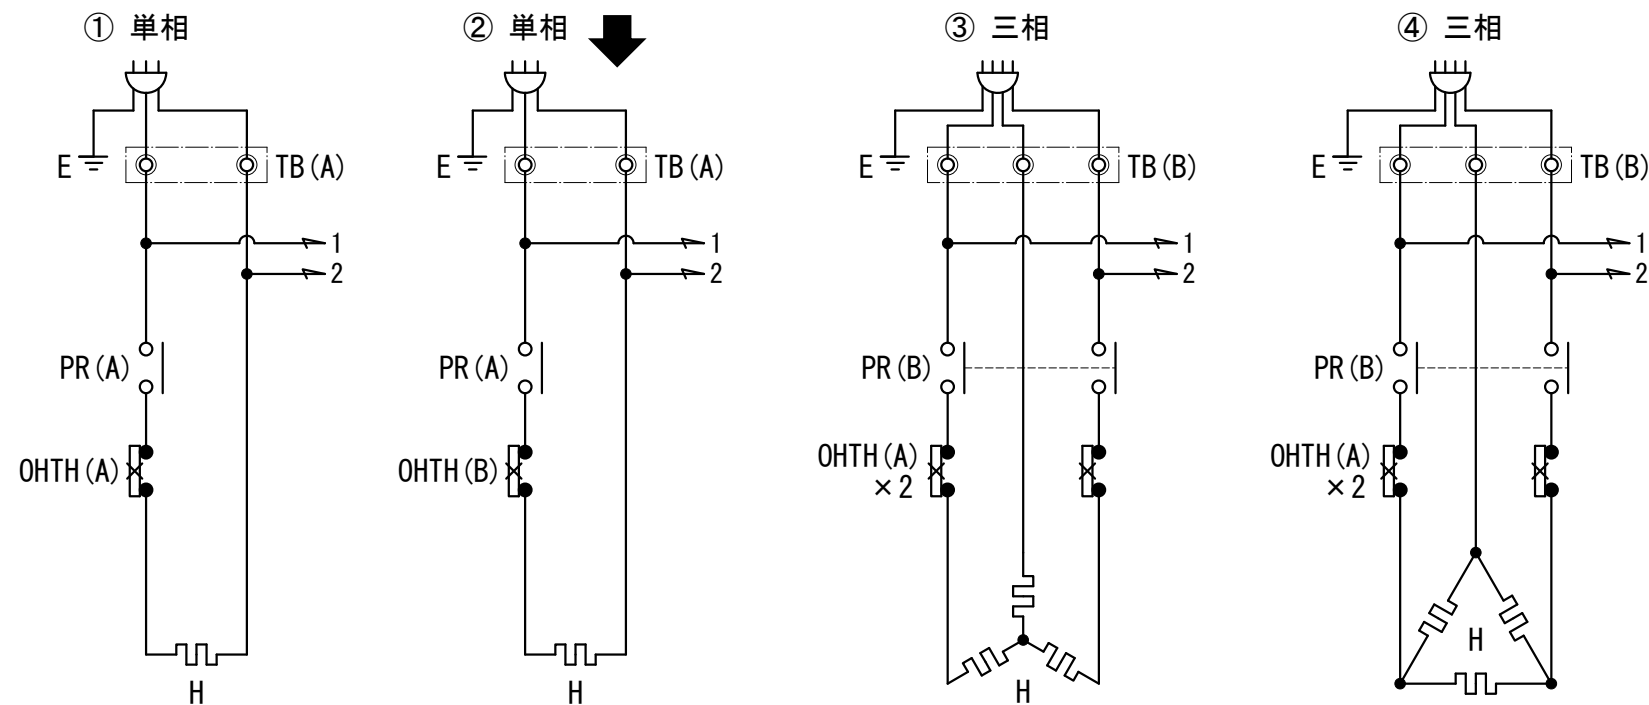 ① 単相
② 単相
③ 三相
④ 三相
E
TB(A)
E
TB(A)
E
TB(B)
E
TB(B)
1
1
1
1
2
2
2
2
PR(A)
PR(A)
PR(B)
PR(B)
OHTH(A)
OHTH(B)
OHTH(A)
×2
OHTH(A)
×2
H
H
H
H